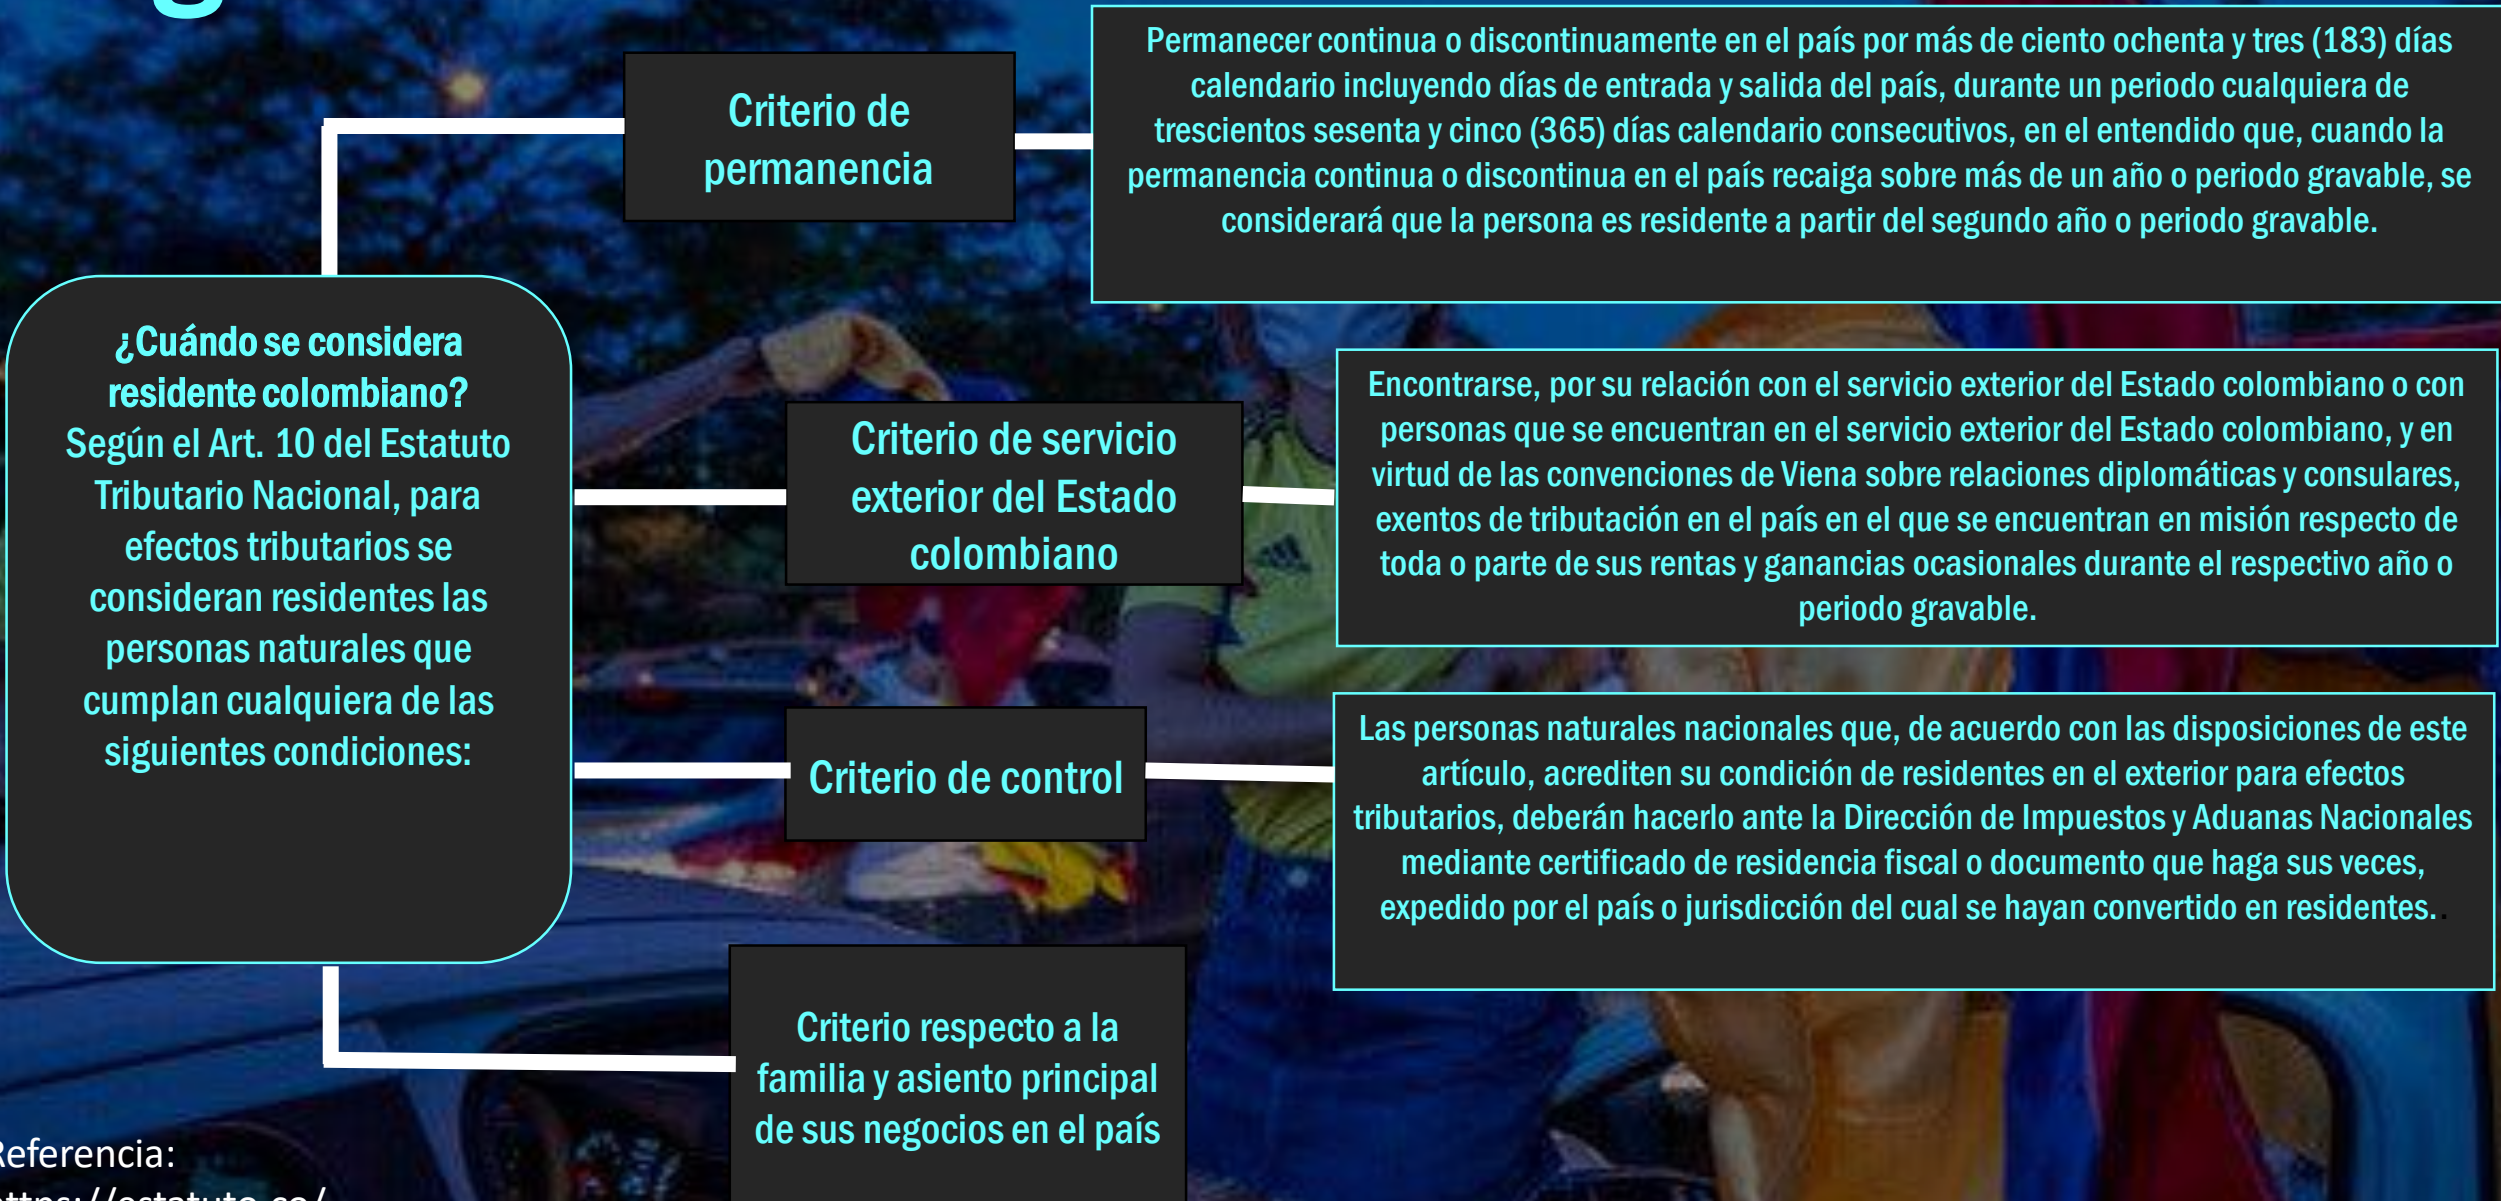 Criterio de
permanencia
Permanecer continua o discontinuamente en el país por más de ciento ochenta y tres (183) días
calendario incluyendo días de entrada y salida del país, durante un periodo cualquiera de
trescientos sesenta y cinco (365) días calendario consecutivos, en el entendido que, cuando la
permanencia continua o discontinua en el país recaiga sobre más de un año o periodo gravable, se
considerará que la persona es residente a partir del segundo año o periodo gravable.
¿Cuándo se considera
residente colombiano?
Según el Art. 10 del Estatuto
Tributario Nacional, para
efectos tributarios se
consideran residentes las
personas naturales que
cumplan cualquiera de las
siguientes condiciones:
Criterio de servicio
exterior del Estado
colombiano
Encontrarse, por su relación con el servicio exterior del Estado colombiano o con
personas que se encuentran en el servicio exterior del Estado colombiano, y en
virtud de las convenciones de Viena sobre relaciones diplomáticas y consulares,
exentos de tributación en el país en el que se encuentran en misión respecto de
toda o parte de sus rentas y ganancias ocasionales durante el respectivo año o
periodo gravable.
Criterio de control
Las personas naturales nacionales que, de acuerdo con las disposiciones de este
artículo, acrediten su condición de residentes en el exterior para efectos
tributarios, deberán hacerlo ante la Dirección de Impuestos y Aduanas Nacionales
mediante certificado de residencia fiscal o documento que haga sus veces,
expedido por el país o jurisdicción del cual se hayan convertido en residentes..
Criterio respecto a la
familia y asiento principal
de sus negocios en el país
Referencia:
https://estatuto.co/